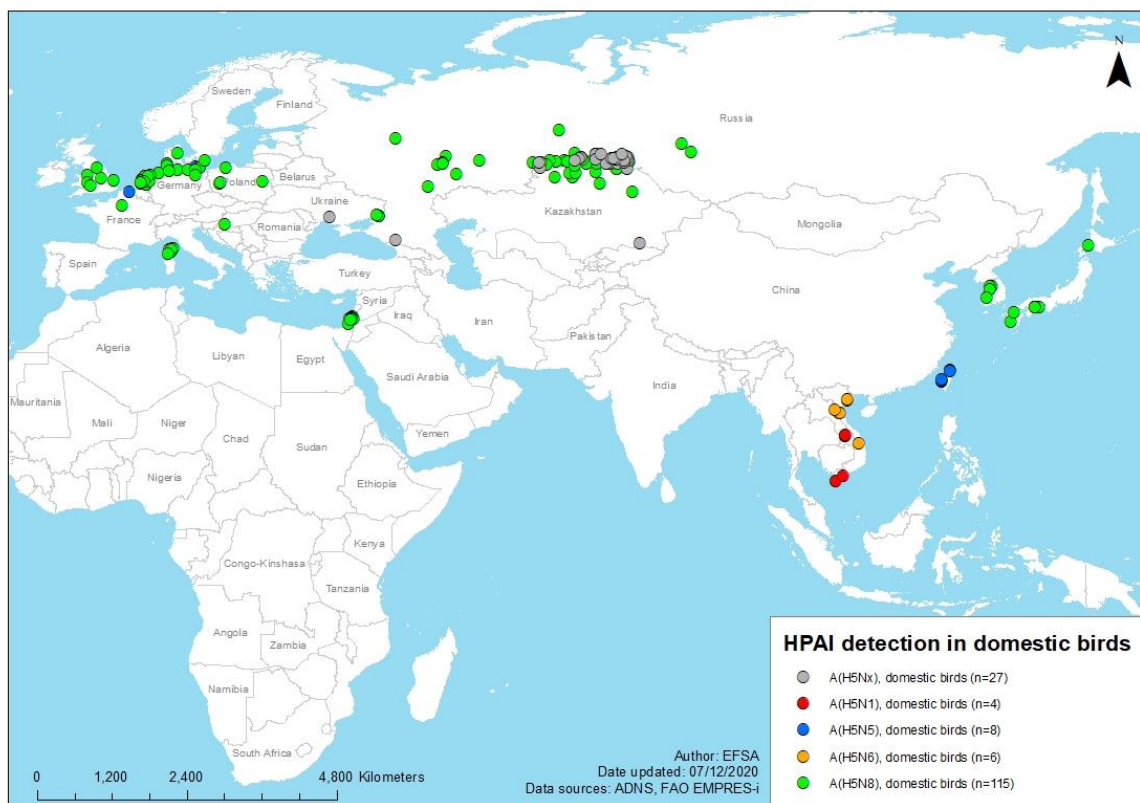 N
Sweden
Finland
Russia
Belarus
Poland
Germany
Ukraine
France
Romania
Kazakhstan
Mongolia
Spain
Turkey
China
Syria
Iraq
Iran
Algeria
Libyan
Egypt
Pakistan
Saudi Arabia
India
Mauritania
Mali
Niger
Chad
Sudan
Yemen
Nigeria
Ethiopia
Kenya
Congo-Kinshasa
Tanzania
Angola
Zambia
Namibia
South Africa
HPAI detection in domestic birds
A(H5Nx), domestic birds (n=27)
A(H5N1), domestic birds (n=4)
A(H5N5), domestic birds (n=8)
A(H5N6), domestic birds (n=6)
A(H5N8), domestic birds (n=115)
Author: EFSA
Date updated: 07/12/2020
Data sources: ADNS, FAO EMPRES-i
0 1,200 2,400 4,800 Kilometers